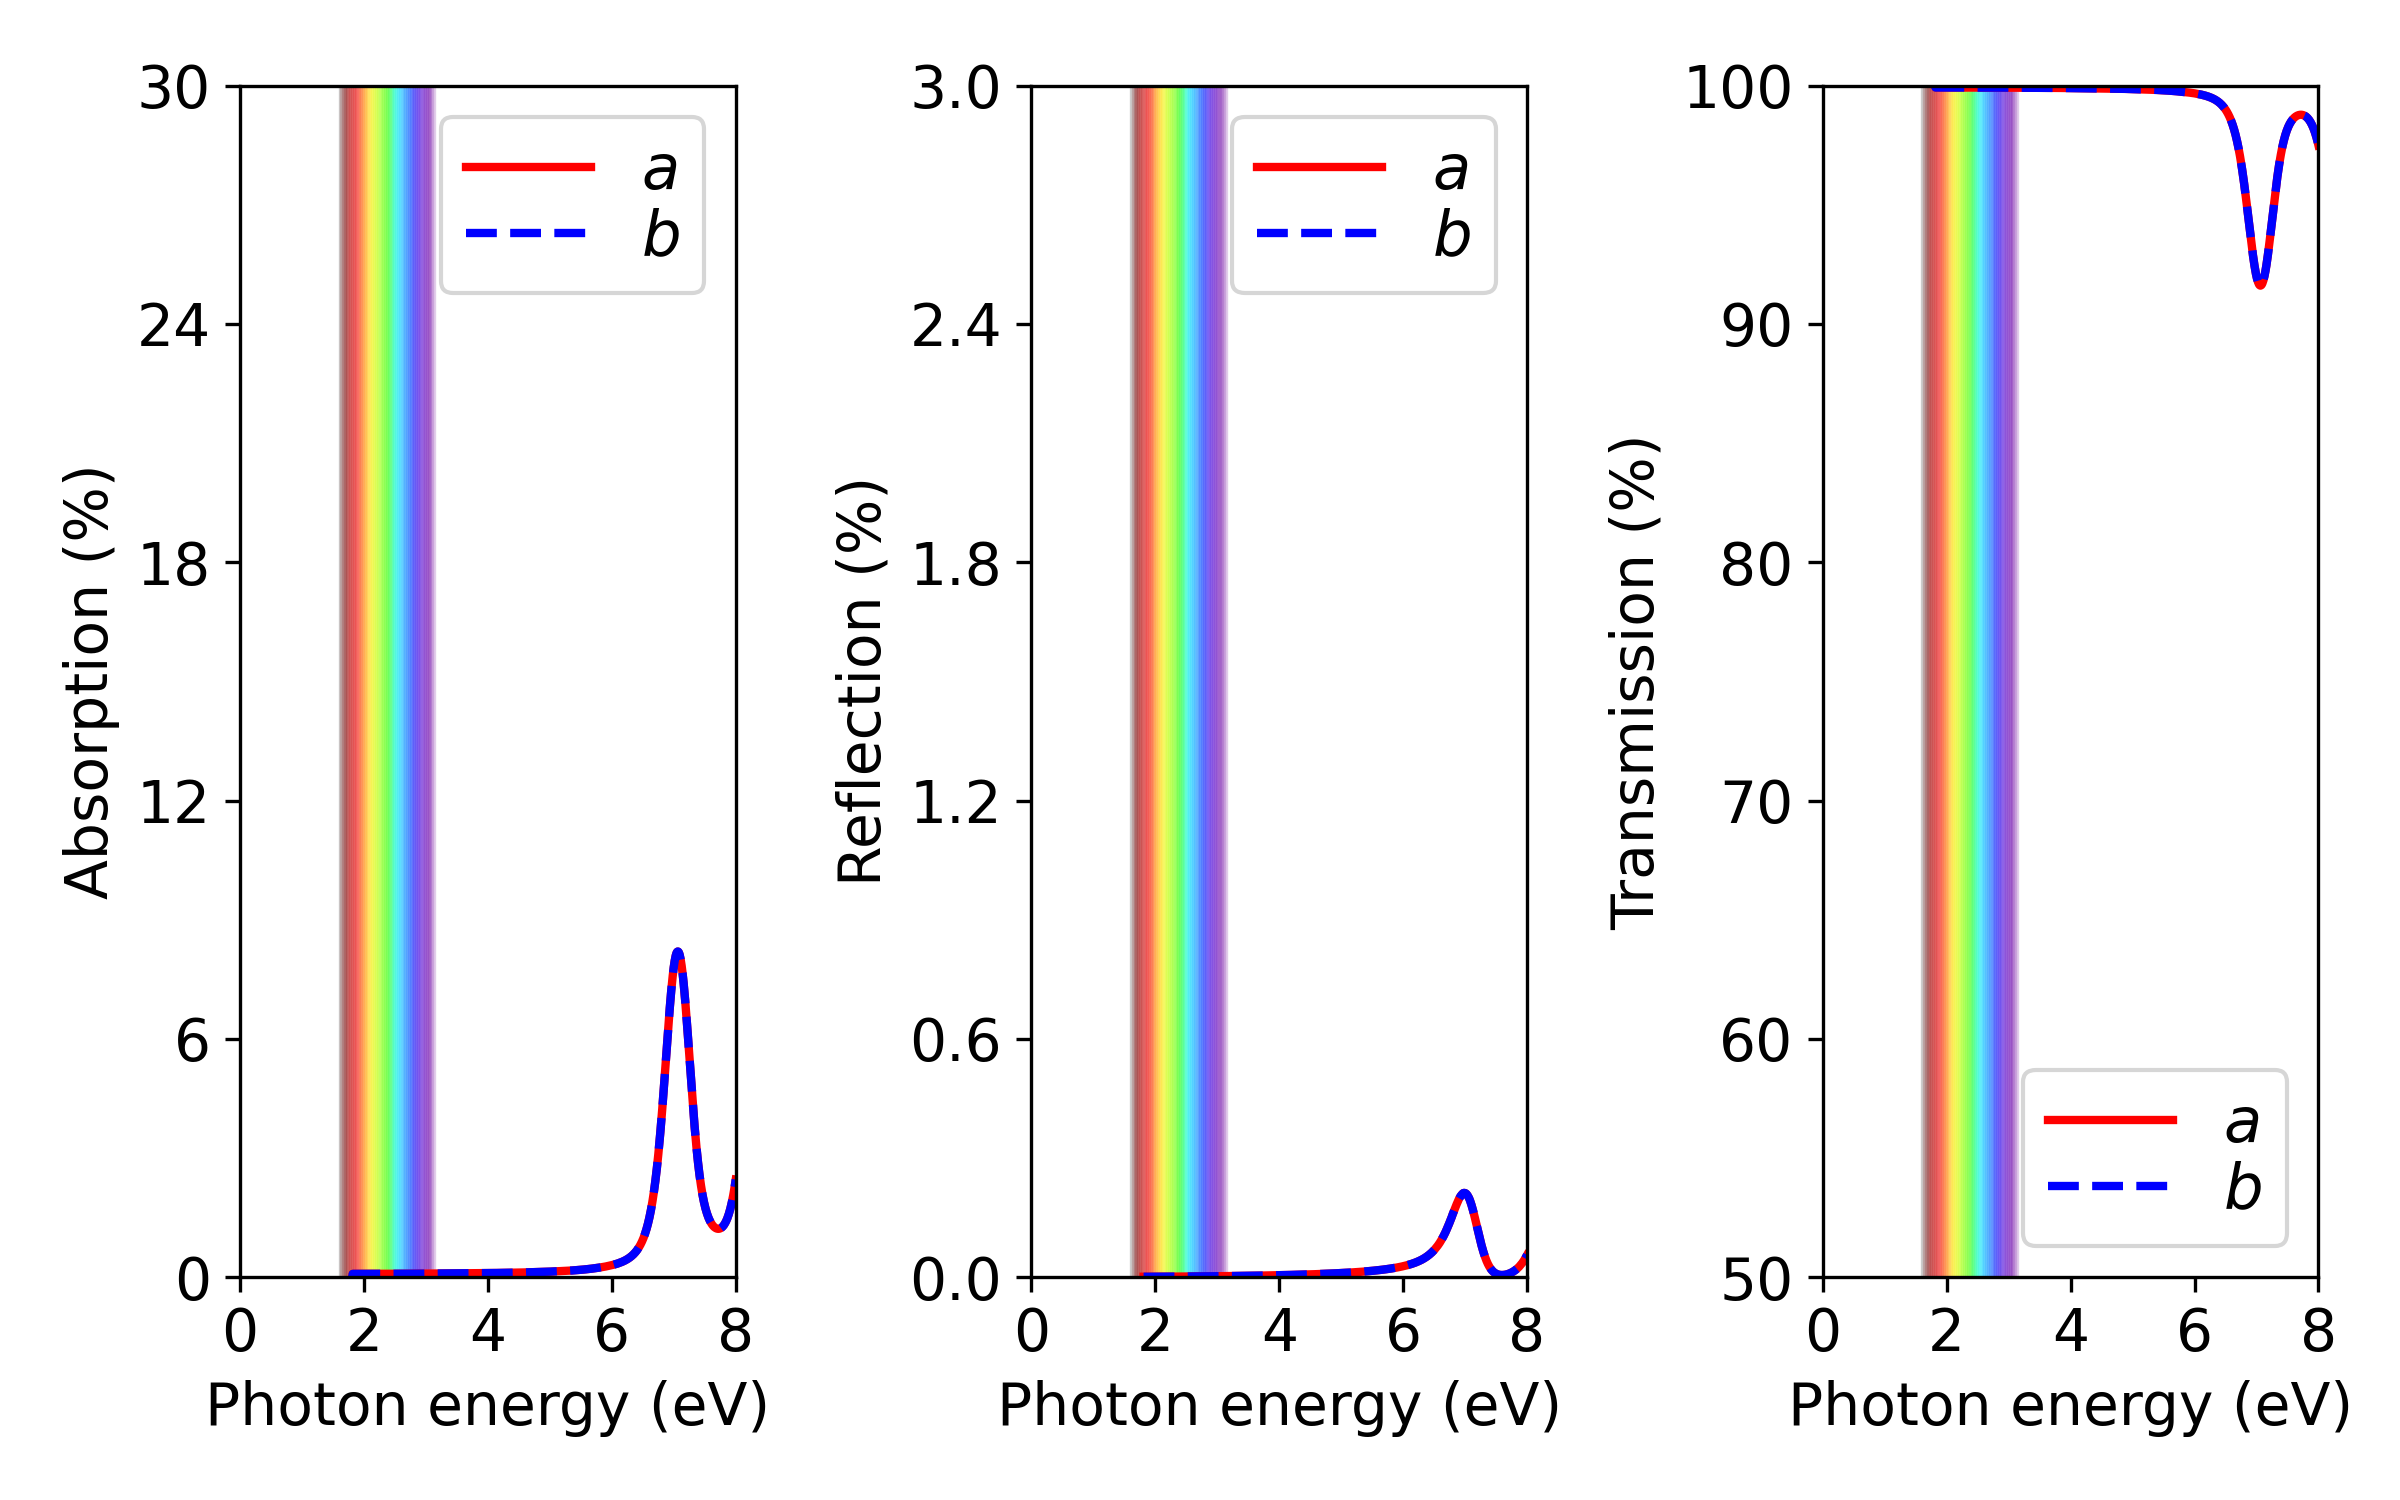 Absorption (%)
30
24
18
12
6
0
0 2 4 6 8
Photon energy (eV)
a
b
Reflection (%)
3.0
2.4
1.8
1.2
0.6
0.0
0 2 4 6 8
Photon energy (eV)
a
b
Transmission (%)
100
90
80
70
60
50
0 2 4 6 8
Photon energy (eV)
a
b